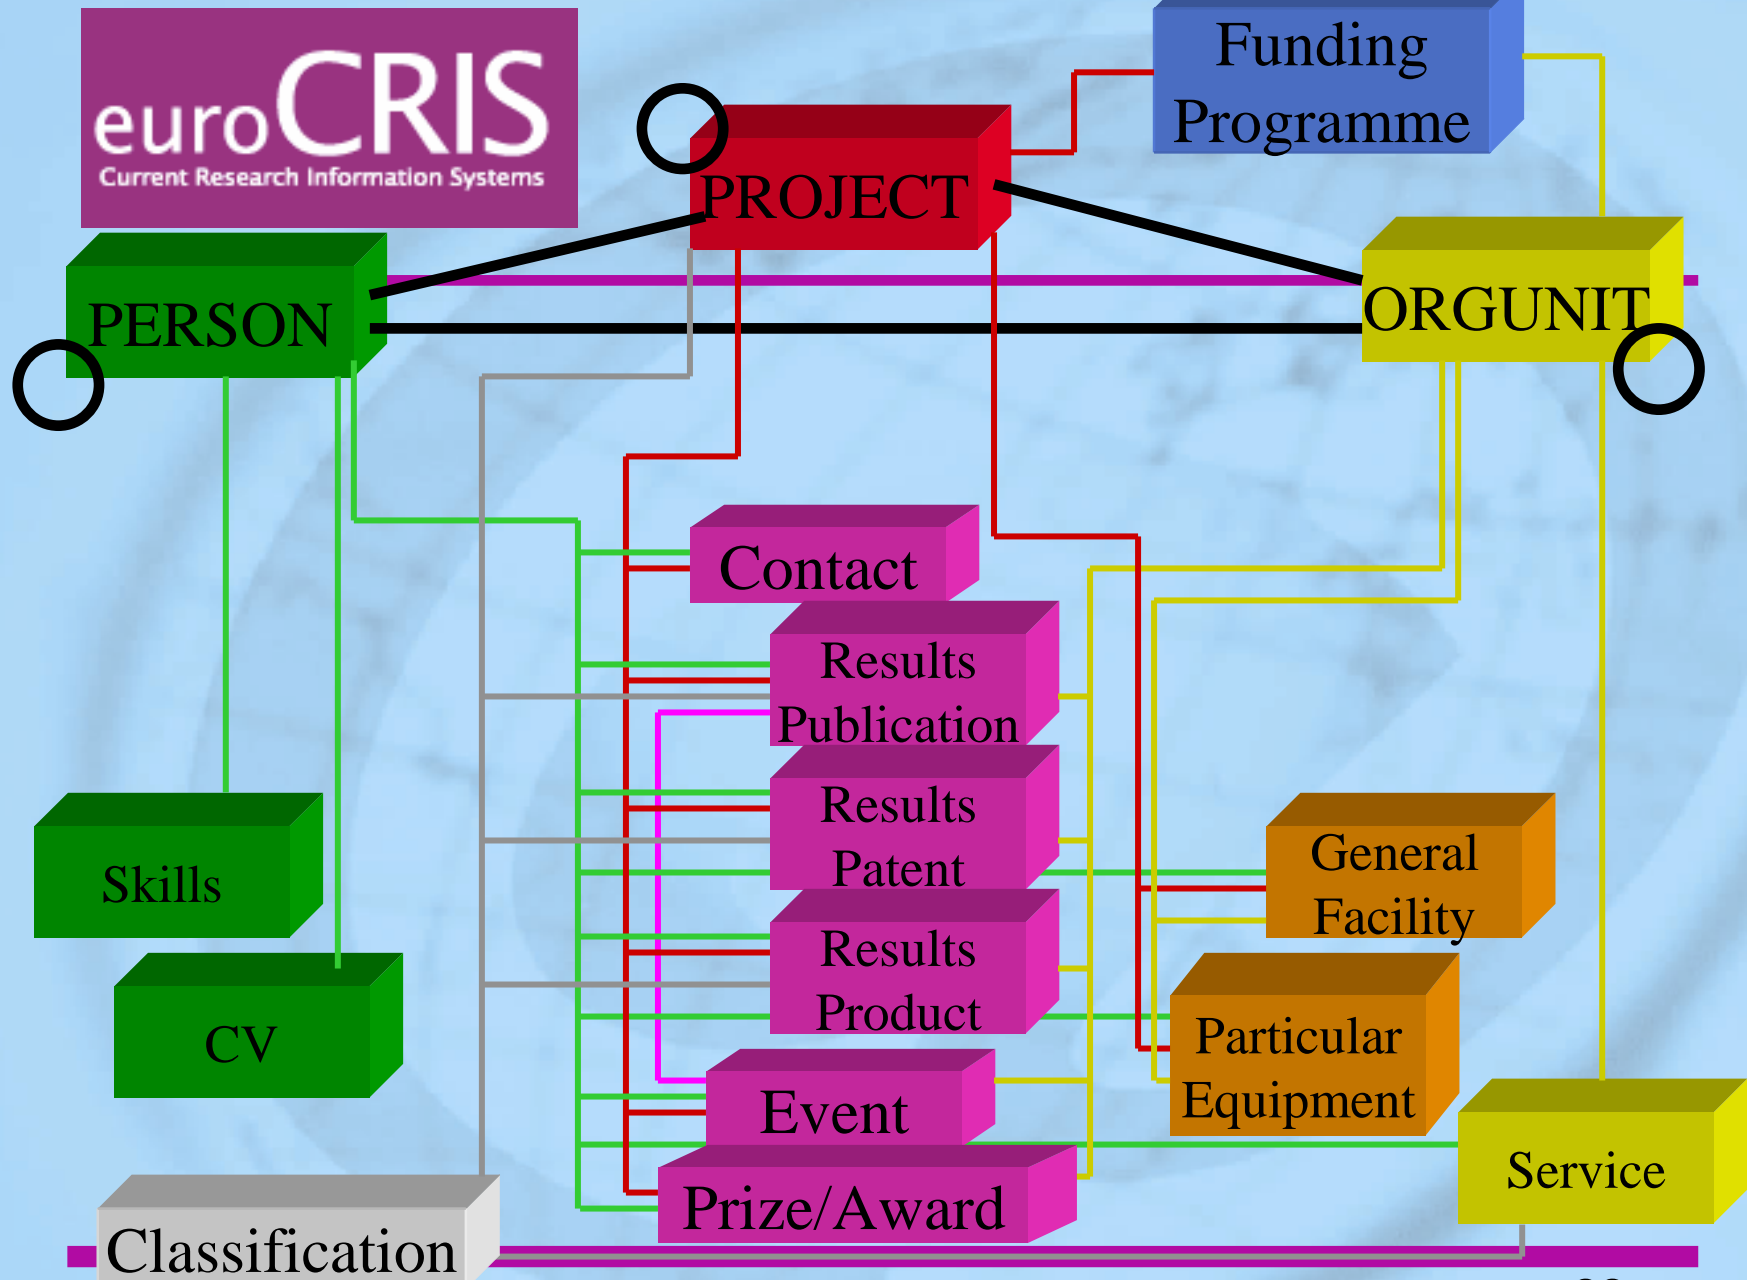 euroCRIS
Current Research Information Systems
Funding
Programme
PROJECT
PERSON
ORGUNIT
Contact
Results
Publication
Results
Patent
Skills
General
Facility
Results
Product
CV
Particular
Equipment
Event
Service
Prize/Award
Classification